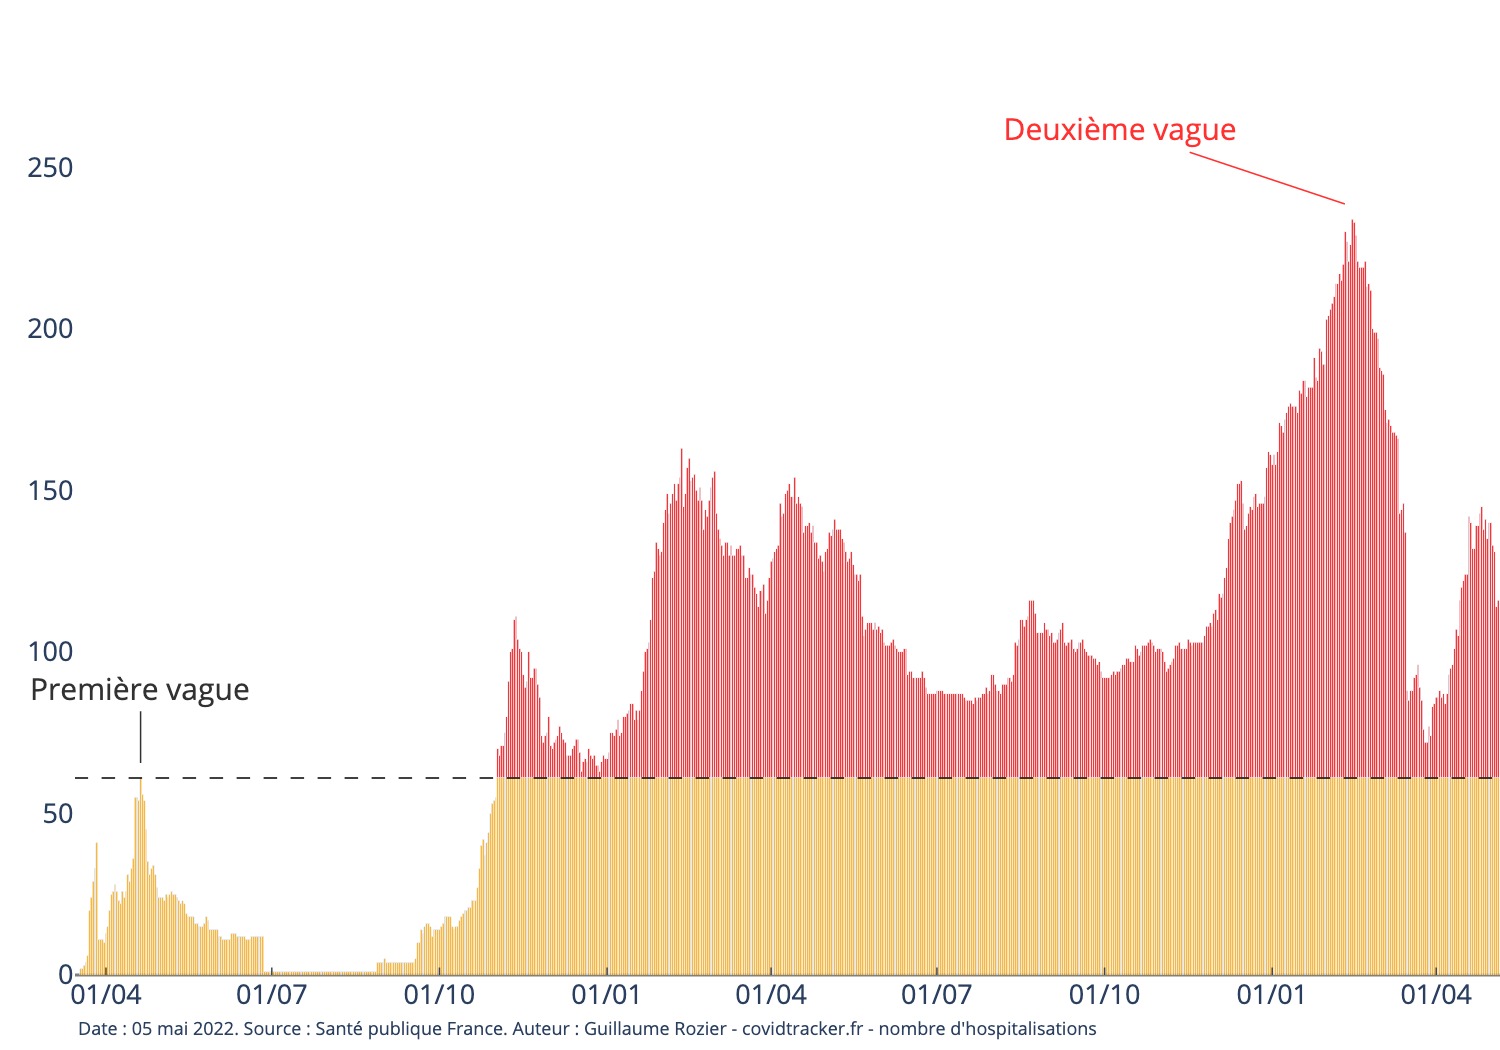 Deuxième vague
250
200
150
100
Première vague
50
0
01/04 01/07 01/10 01/01 01/04 01/07 01/10 01/01 01/04
Date : 05 mai 2022. Source : Santé publique France. Auteur : Guillaume Rozier - covidtracker.fr - nombre d'hospitalisations